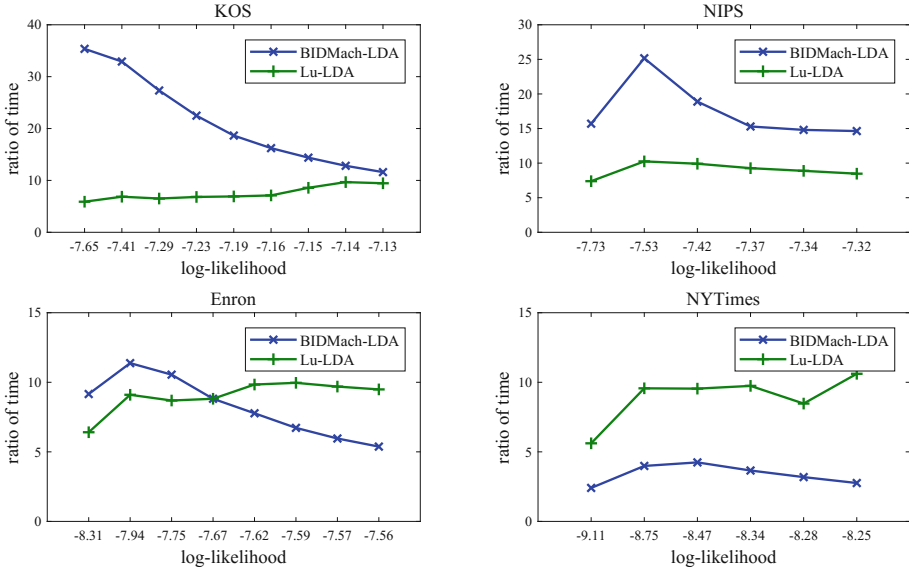 KOS
ratio of time
40
30
20
10
0
BIDMach-LDA
Lu-LDA
-7.65 -7.41 -7.29 -7.23 -7.19 -7.16 -7.15 -7.14 -7.13
log-likelihood
NIPS
ratio of time
30
25
20
15
10
5
0
BIDMach-LDA
Lu-LDA
-7.73 -7.53 -7.42 -7.37 -7.34 -7.32
log-likelihood
Enron
ratio of time
15
10
5
0
BIDMach-LDA
Lu-LDA
-8.31 -7.94 -7.75 -7.67 -7.62 -7.59 -7.57 -7.56
log-likelihood
NYTimes
ratio of time
15
10
5
0
BIDMach-LDA
Lu-LDA
-9.11 -8.75 -8.47 -8.34 -8.28 -8.25
log-likelihood